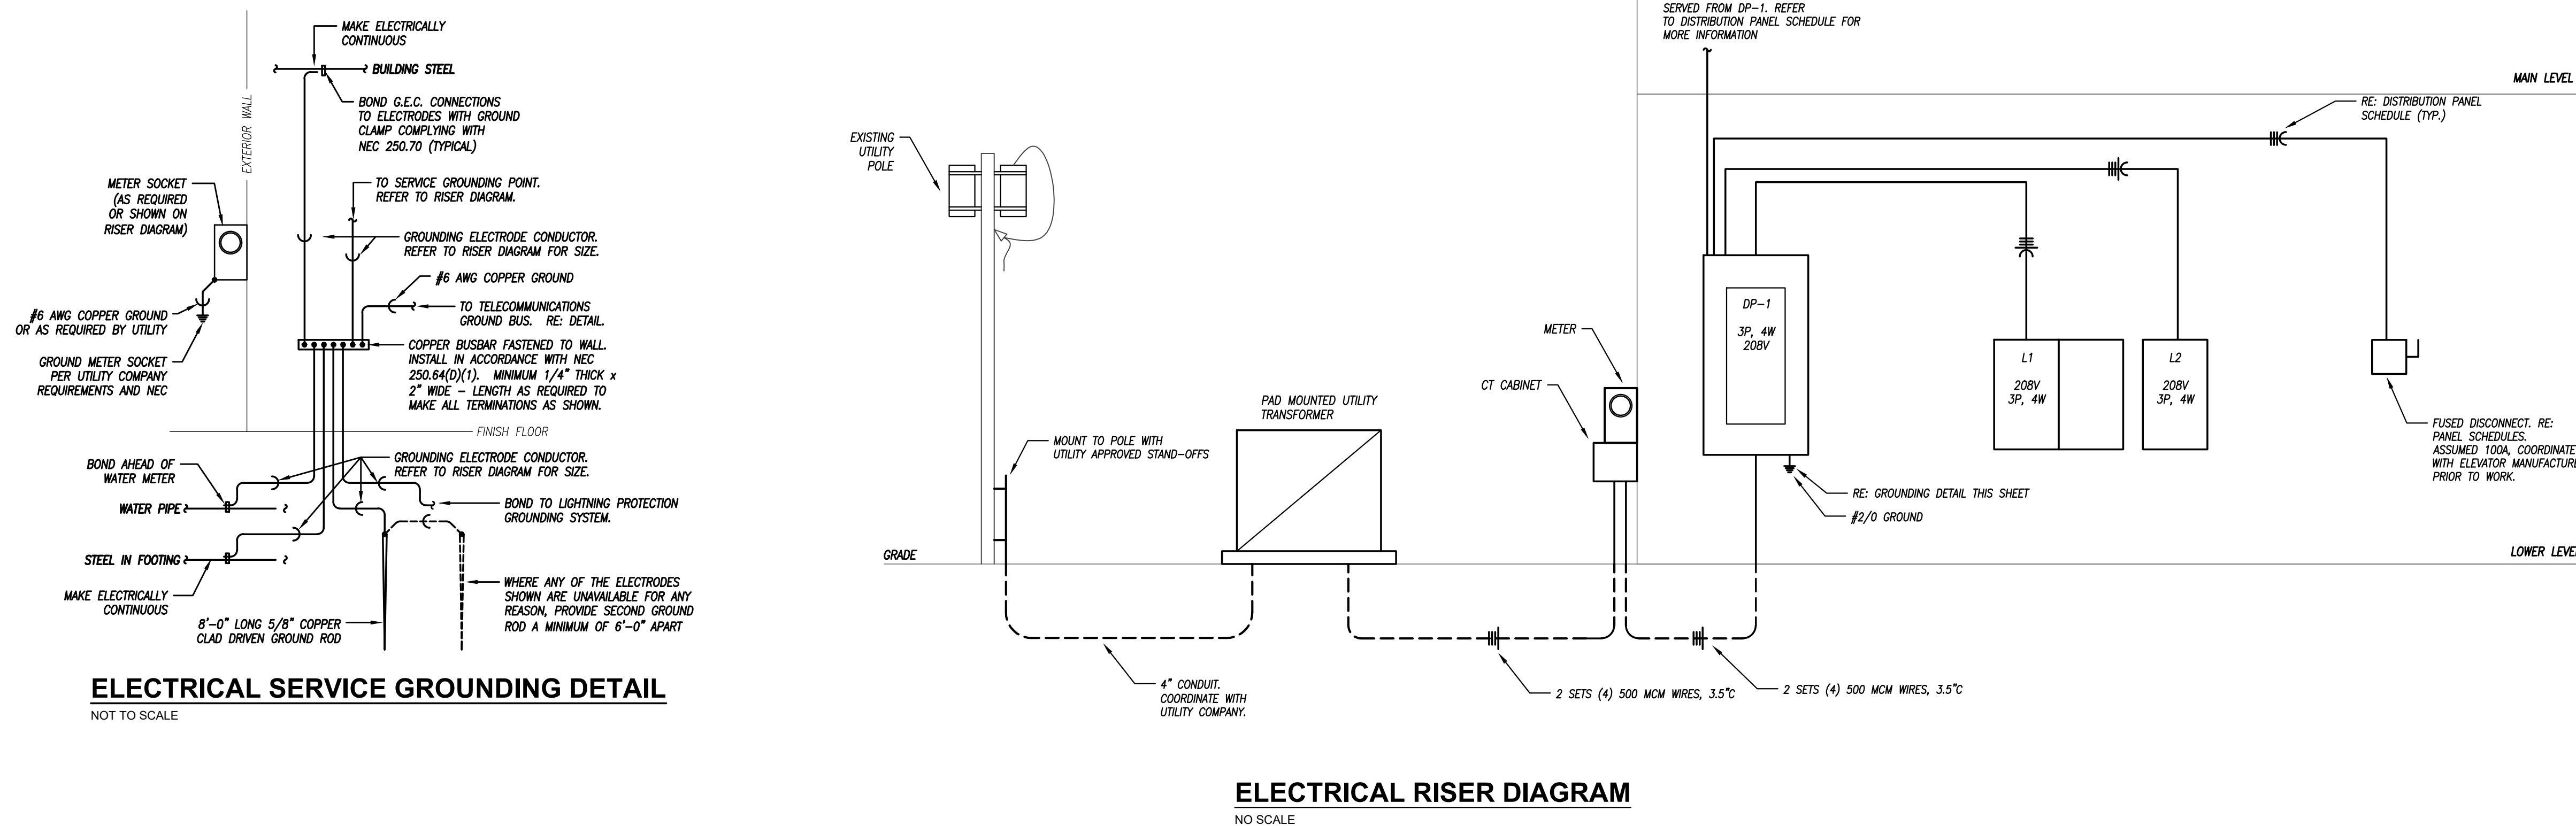 MAKE ELECTRICALLY
CONTINUOUS
BUILDING STEEL
BOND G.E.C. CONNECTIONS
TO ELECTRODES WITH GROUND
CLAMP COMPLYING WITH
NEC 250.70 (TYPICAL)
EXTERIOR WALL
METER SOCKET
(AS REQUIRED
OR SHOWN ON
RISER DIAGRAM)
TO SERVICE GROUNDING POINT.
REFER TO RISER DIAGRAM.
GROUNDING ELECTRODE CONDUCTOR.
REFER TO RISER DIAGRAM FOR SIZE.
#6 AWG COPPER GROUND
TO TELECOMMUNICATIONS
GROUND BUS. RE: DETAIL.
#6 AWG COPPER GROUND
OR AS REQUIRED BY UTILITY
GROUND METER SOCKET
PER UTILITY COMPANY
REQUIREMENTS AND NEC
COPPER BUSBAR FASTENED TO WALL.
INSTALL IN ACCORDANCE WITH NEC
250.64(D)(1). MINIMUM 1/4" THICK x
2" WIDE - LENGTH AS REQUIRED TO
MAKE ALL TERMINATIONS AS SHOWN.
FINISH FLOOR
BOND AHEAD OF
WATER METER
WATER PIPE
GROUNDING ELECTRODE CONDUCTOR.
REFER TO RISER DIAGRAM FOR SIZE.
BOND TO LIGHTNING PROTECTION
GROUNDING SYSTEM.
STEEL IN FOOTING
MAKE ELECTRICALLY
CONTINUOUS
WHERE ANY OF THE ELECTRODES
SHOWN ARE UNAVAILABLE FOR ANY
REASON, PROVIDE SECOND GROUND
ROD A MINIMUM OF 6'-0" APART
8'-0" LONG 5/8" COPPER
CLAD DRIVEN GROUND ROD
ELECTRICAL SERVICE GROUNDING DETAIL
NOT TO SCALE
SERVED FROM DP-1. REFER
TO DISTRIBUTION PANEL SCHEDULE FOR
MORE INFORMATION
MAIN LEVEL
RE: DISTRIBUTION PANEL
SCHEDULE (TYP.)
EXISTING
UTILITY
POLE
DP-1
3P, 4W
208V
METER
CT CABINET
L1
208V
3P, 4W
L2
208V
3P, 4W
PAD MOUNTED UTILITY
TRANSFORMER
MOUNT TO POLE WITH
UTILITY APPROVED STAND-OFFS
FUSED DISCONNECT. RE:
PANEL SCHEDULES.
ASSUMED 100A, COORDINATE
WITH ELEVATOR MANUFACTURE
PRIOR TO WORK.
RE: GROUNDING DETAIL THIS SHEET
#2/0 GROUND
GRADE
LOWER LEVE
4" CONDUIT.
COORDINATE WITH
UTILITY COMPANY.
2 SETS (4) 500 MCM WIRES, 3.5"C
2 SETS (4) 500 MCM WIRES, 3.5"C
ELECTRICAL RISER DIAGRAM
NO SCALE